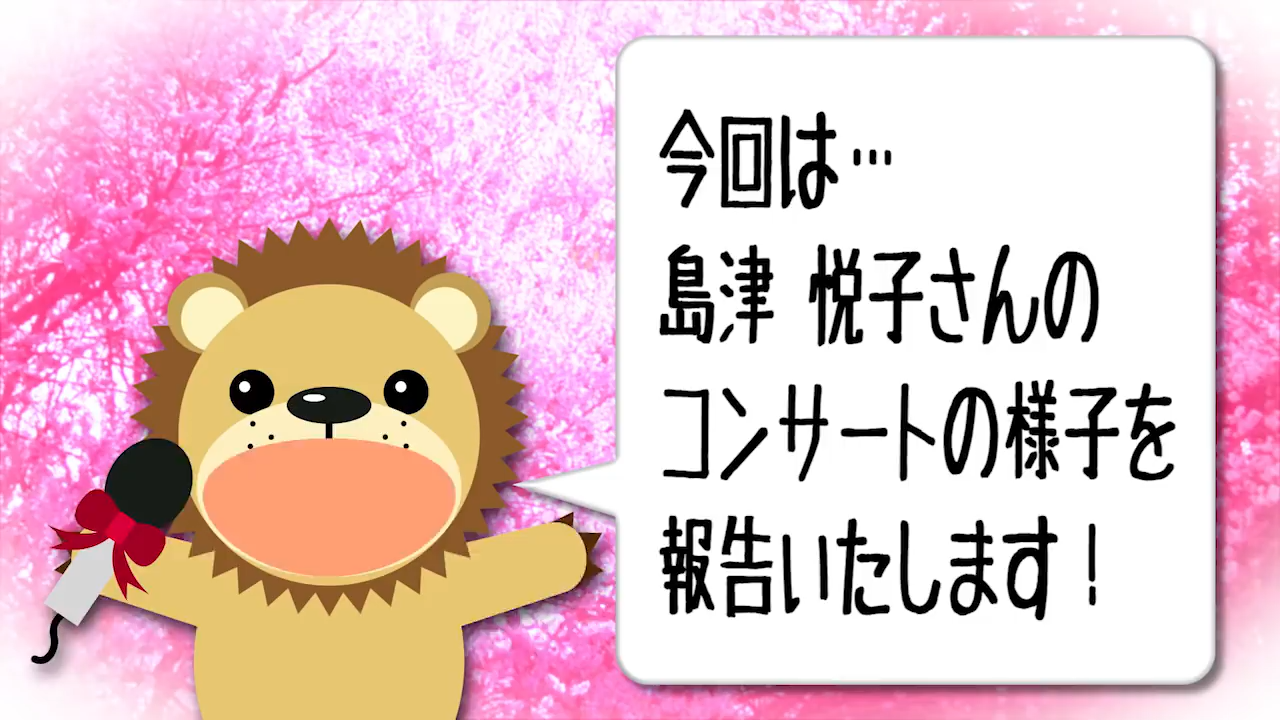 今回は…
島津 悦子さんの
コンサートの様子を
報告いたします！